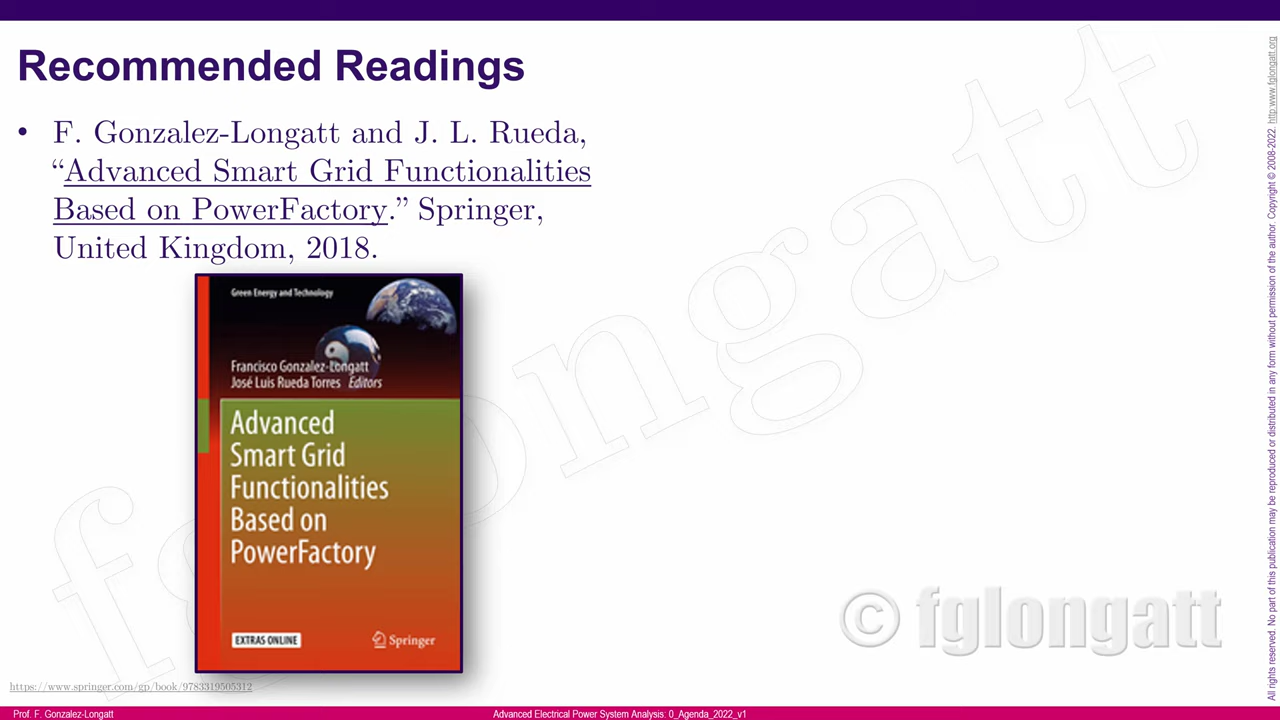 Recommended Readings
• F. Gonzalez-Longatt and J. L. Rueda,
“Advanced Smart Grid Functionalities
Based on PowerFactory.” Springer,
United Kingdom, 2018.
Green Energy and Technology
Francisco Gonzalez-Longatt
José Luis Rueda Torres Editors
Advanced
Smart Grid
Functionalities
Based on
PowerFactory
EXTRAS ONLINE
Springer
https://www.springer.com/gp/book/9783319505312
fglongatt
© fglongatt
All rights reserved. No part of this publication may be reproduced or distributed in any form without permission of the author. Copyright © 2008-2022. http:www.fglongatt.org
Prof. F. Gonzalez-Longatt
Advanced Electrical Power System Analysis: 0_Agenda_2022_v1